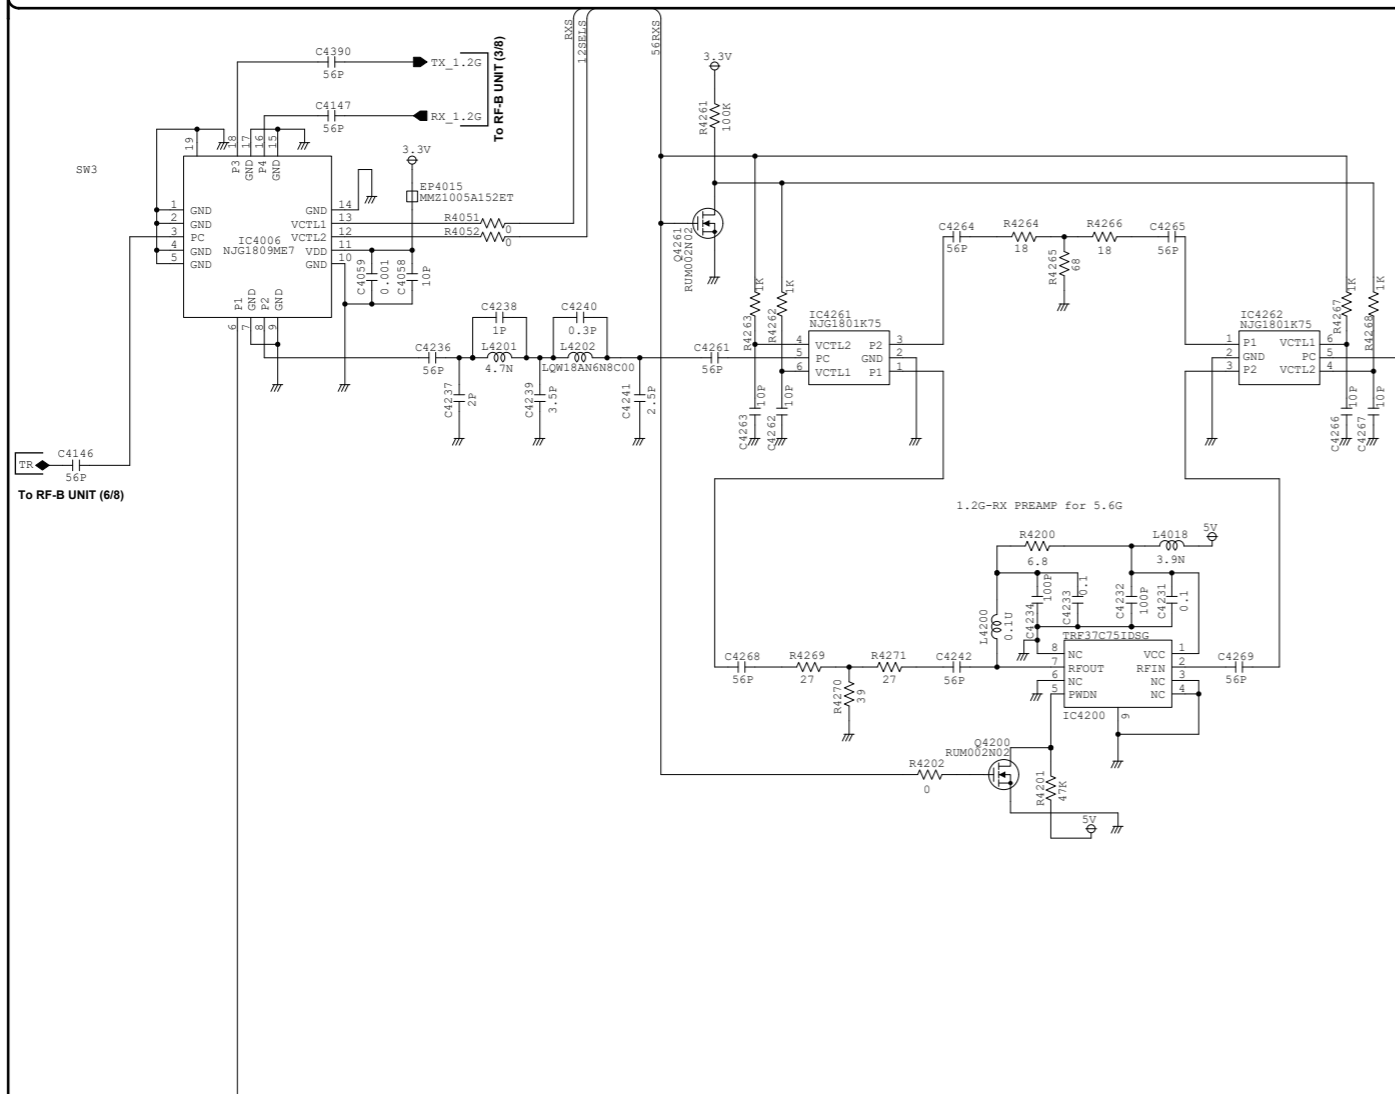 RXS
12SELS
56RXS
C4390
56P
TX_1.2G
C4147
56P
RX_1.2G
To RF-B UNIT (3/8)
3.3V
R4261
100K
SW3
19
18
17
16
15
P3
GND
P4
GND
1
GND
2
GND
3
PC
4
GND
5
GND
IC4006
NJG1809ME7
GND
14
VCTL1
13
VCTL2
12
VDD
11
GND
10
P1
GND
P2
GND
6
7
8
9
3.3V
EP4015
MMZ1005A152ET
R4051
0
R4052
0
C4059
0.001
C4058
10P
Q4261
RUM002N02
C4264
56P
R4264
18
R4265
68
R4266
18
C4265
56P
C4236
56P
C4237
2P
C4238
1P
L4201
4.7N
C4239
3.5P
C4240
0.3P
L4202
LQW18AN6N8C00
C4241
2.5P
C4261
56P
R4263
1K
R4262
1K
C4263
10P
C4262
10P
IC4261
NJG1801K75
4
VCTL2
5
PC
6
VCTL1
P2
3
GND
2
P1
1
IC4262
NJG1801K75
1
P1
2
GND
3
P2
VCTL1
6
PC
5
VCTL2
4
R4267
1K
R4268
1K
C4266
10P
C4267
10P
TR
C4146
56P
To RF-B UNIT (6/8)
1.2G-RX PREAMP for 5.6G
R4200
6.8
L4018
3.9N
5V
C4234
100P
C4233
0.1
C4232
100P
C4231
0.1
L4200
0.1U
TRF37C75IDSG
8
NC
7
RFOUT
6
NC
5
PWDN
VCC
1
RFIN
2
NC
3
NC
4
IC4200
9
C4268
56P
R4269
27
R4270
39
R4271
27
C4242
56P
C4269
56P
Q4200
RUM002N02
R4202
0
R4201
47K
5V